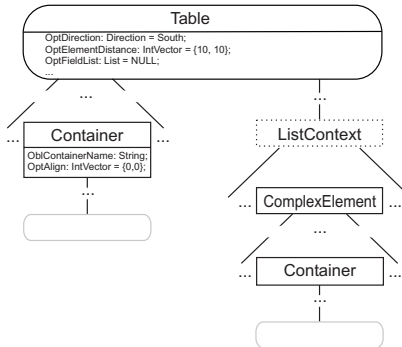 Table
OptDirection: Direction = South;
OptElementDistance: IntVector = {10, 10};
OptFieldList: List = NULL;
...
...
...
...
Container
...
ListContext
OblContainerName: String;
OptAlign: IntVector = {0,0};
...
...
...
ComplexElement
...
...
...
Container
...
...